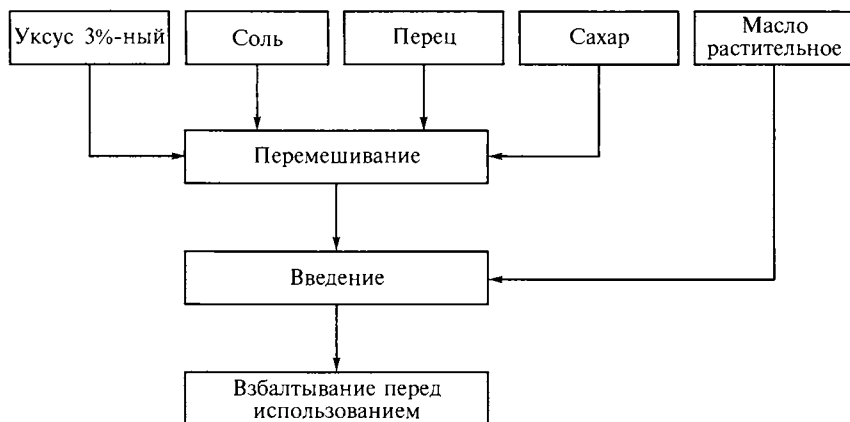 Уксус 3%-ный
Соль
Перец
Сахар
Масло
растительное
Перемешивание
Введение
Взбалтывание перед
использованием